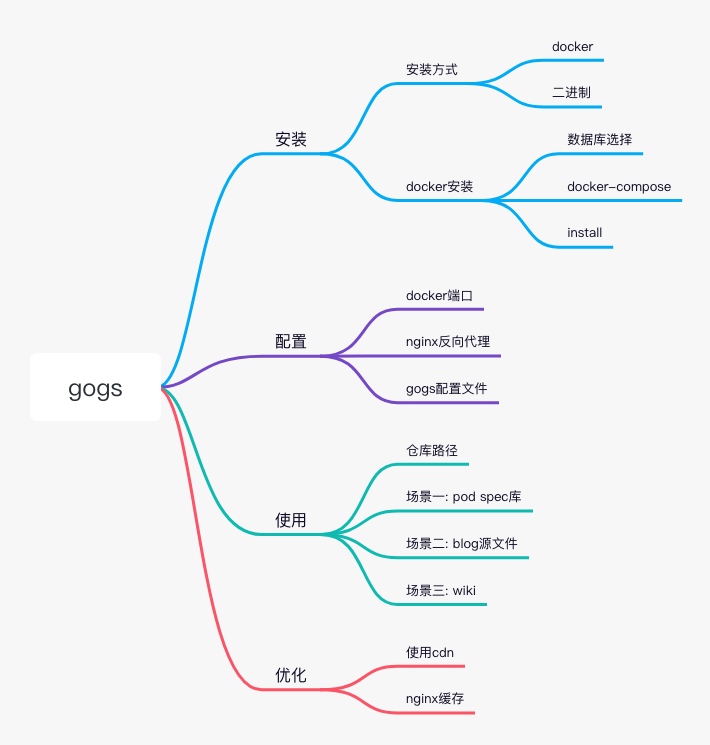 gogs
安装
安装方式
docker
二进制
docker安装
数据库选择
docker-compose
install
配置
docker端口
nginx反向代理
gogs配置文件
使用
仓库路径
场景一: pod spec库
场景二: blog源文件
场景三: wiki
优化
使用cdn
nginx缓存